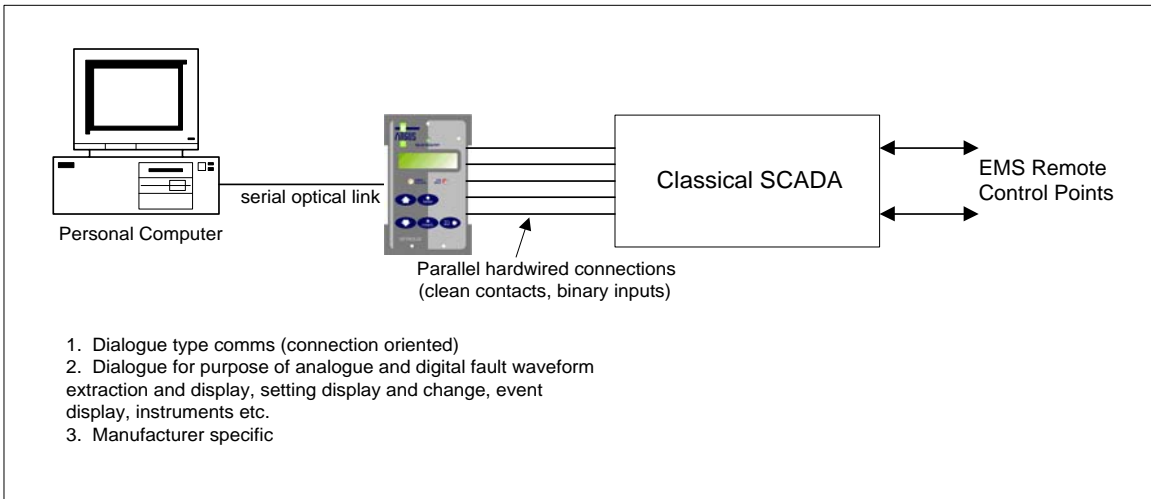 ARGUS
serial optical link
Personal Computer
Classical SCADA
EMS Remote
Control Points
Parallel hardwired connections
(clean contacts, binary inputs)
1. Dialogue type comms (connection oriented)
2. Dialogue for purpose of analogue and digital fault waveform
extraction and display, setting display and change, event
display, instruments etc.
3. Manufacturer specific